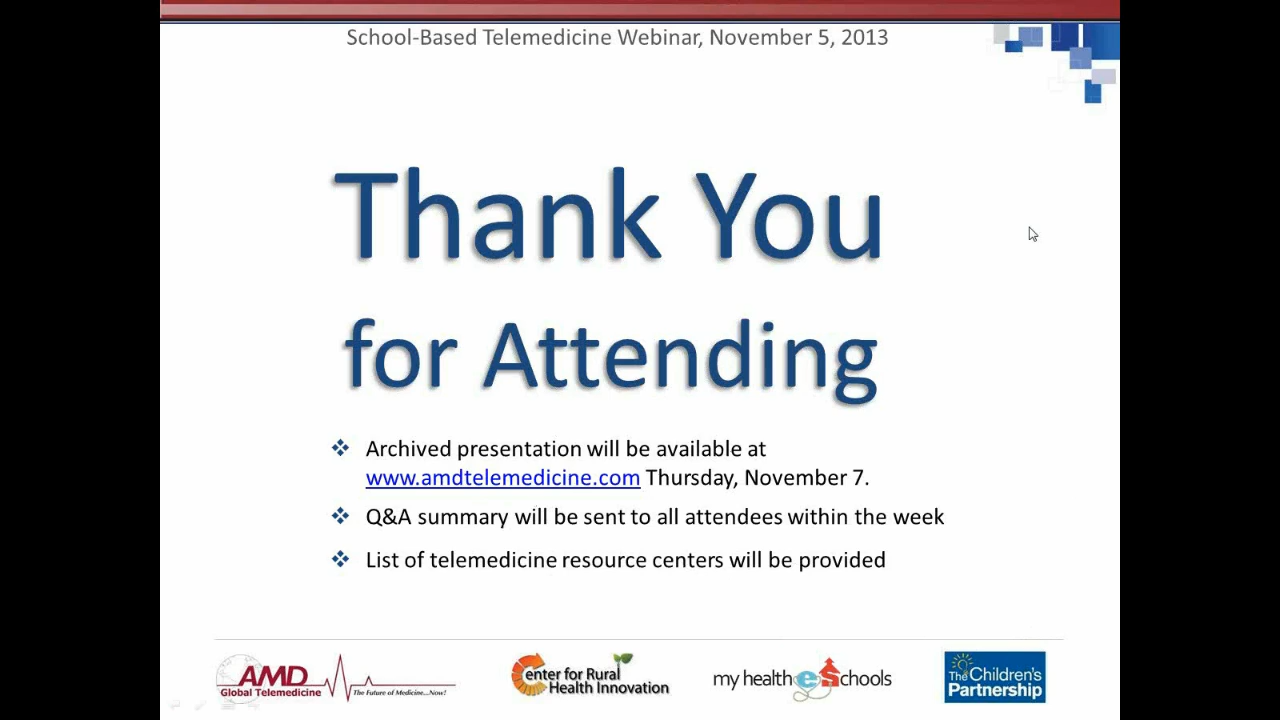 School-Based Telemedicine Webinar, November 5, 2013
Thank You
for Attending
Archived presentation will be available at
www.amdtelemedicine.com Thursday, November 7.
Q&A summary will be sent to all attendees within the week
List of telemedicine resource centers will be provided
AMD
Global Telemedicine
The Future of Medicine...Now!
Center for Rural
Health Innovation
my health e Schools
The Children's
Partnership